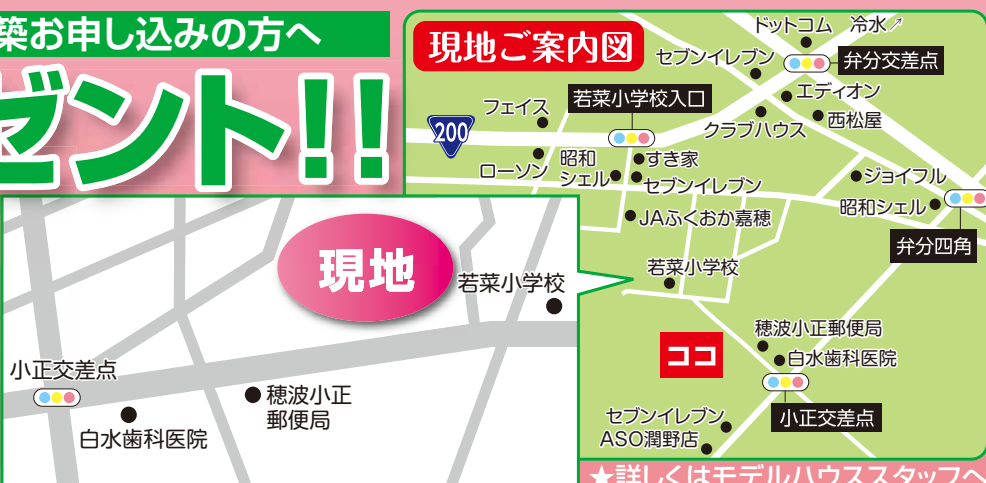 築お申し込みの方へ
ゼント!!
現地ご案内図
ドットコム
冷水
セブンイレブン
弁分交差点
エディオン
フェイス
若菜小学校入口
クラブハウス
西松屋
200
ローソン
昭和
シェル
すき家
セブンイレブン
ジョイフル
昭和シェル
JAふくおか嘉穂
弁分四角
若菜小学校
ココ
穂波小正郵便局
白水歯科医院
小正交差点
セブンイレブン
ASO潤野店
現地
若菜小学校
小正交差点
穂波小正
郵便局
白水歯科医院
★詳しくはモデルハウススタッフへ